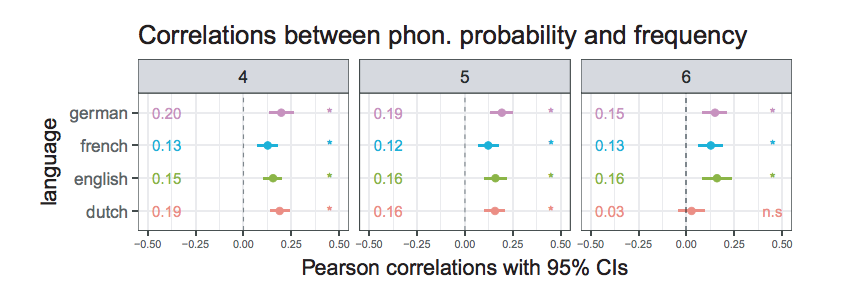 Correlations between phon. probability and frequency
4 5 6
language
german 0.20 * 0.19 * 0.15 *
french 0.13 * 0.12 * 0.13 *
english 0.15 * 0.16 * 0.16 *
dutch 0.19 * 0.16 * 0.03 n.s
−0.50 −0.25 0.00 0.25 0.50 −0.50 −0.25 0.00 0.25 0.50 −0.50 −0.25 0.00 0.25 0.50
Pearson correlations with 95% CIs